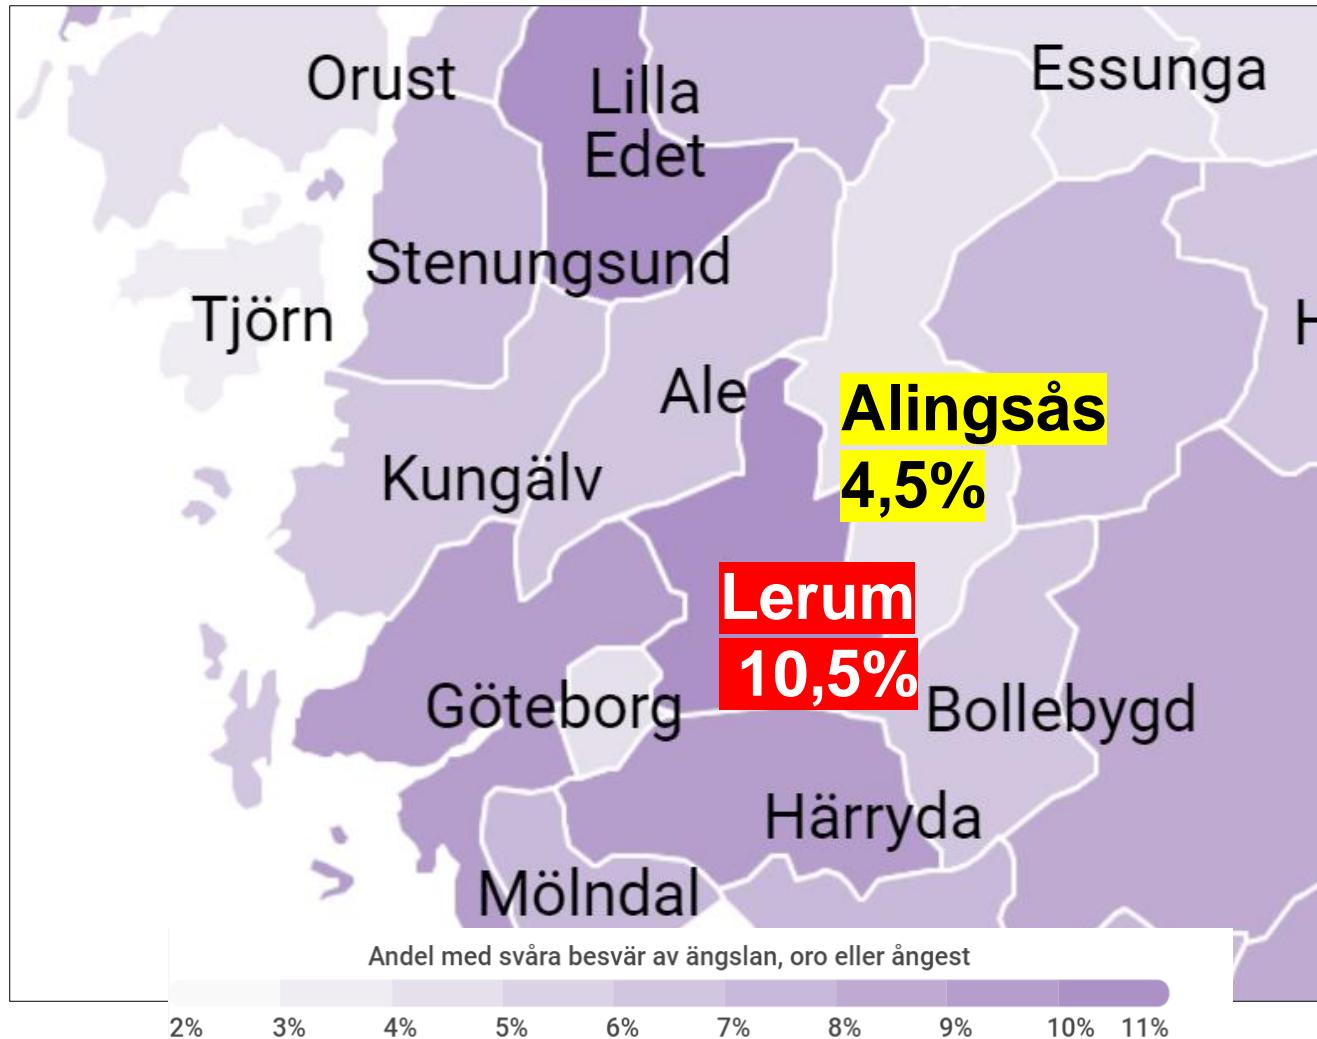 Orust
Lilla
Edet
Essunga
Stenungsund
Tjörn
H
Ale
Alingsås
4,5%
Kungälv
Lerum
10,5%
Göteborg
Bollebygd
Härryda
Mölndal
Andel med svåra besvär av ängslan, oro eller ångest
2% 3% 4% 5% 6% 7% 8% 9% 10% 11%